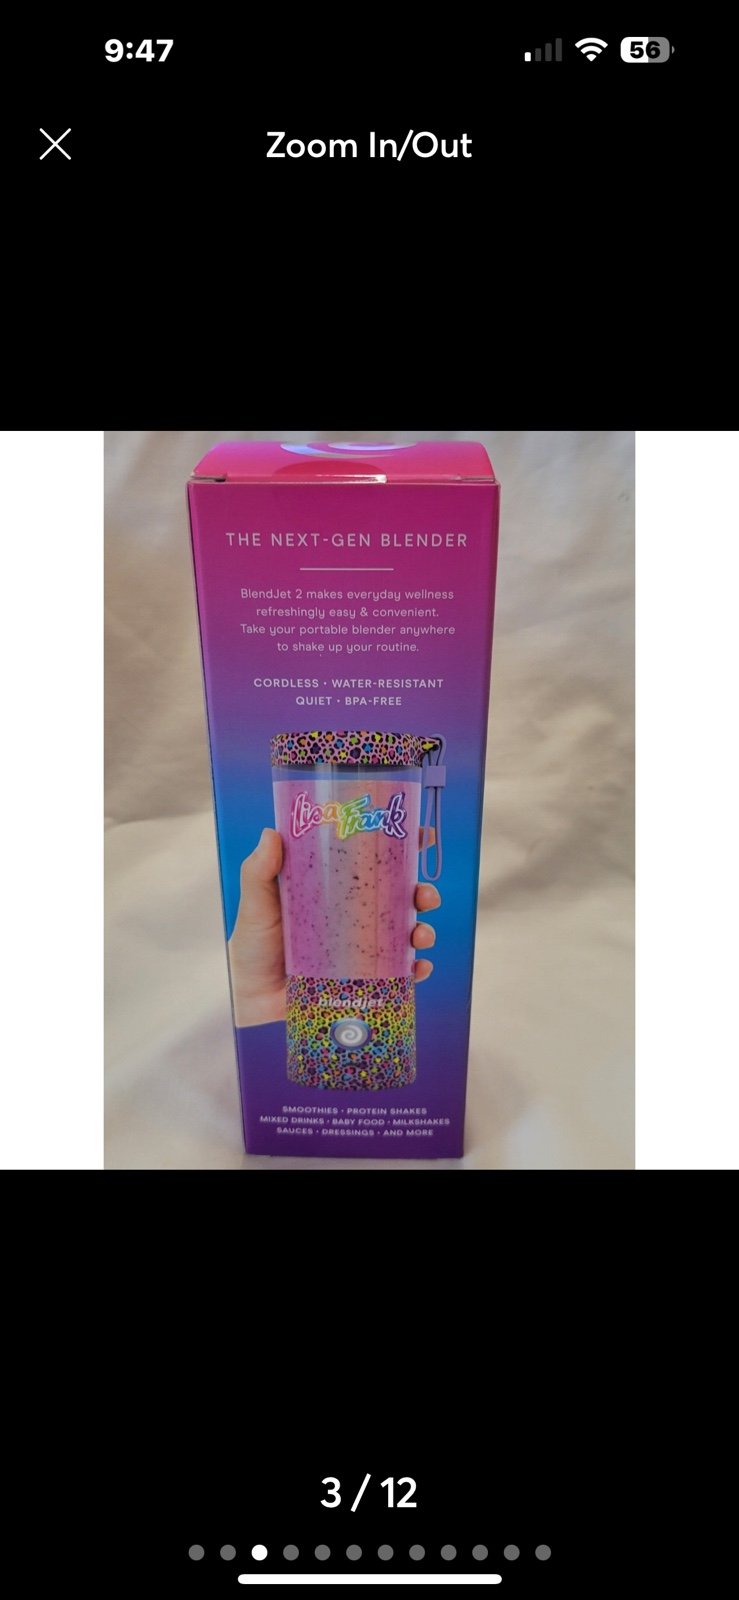 9:47
56
Zoom In/Out
THE NEXT-GEN BLENDER
BlendJet 2 makes everyday wellness
refreshingly easy & convenient.
Take your portable blender anywhere
to shake up your routine.
CORDLESS • WATER-RESISTANT
QUIET • BPA-FREE
Lisa Frank
blendjet
SMOOTHIES • PROTEIN SHAKES
MIXED DRINKS • BABY FOOD • MILKSHAKES
SAUCES • DRESSINGS • AND MORE
3 / 12